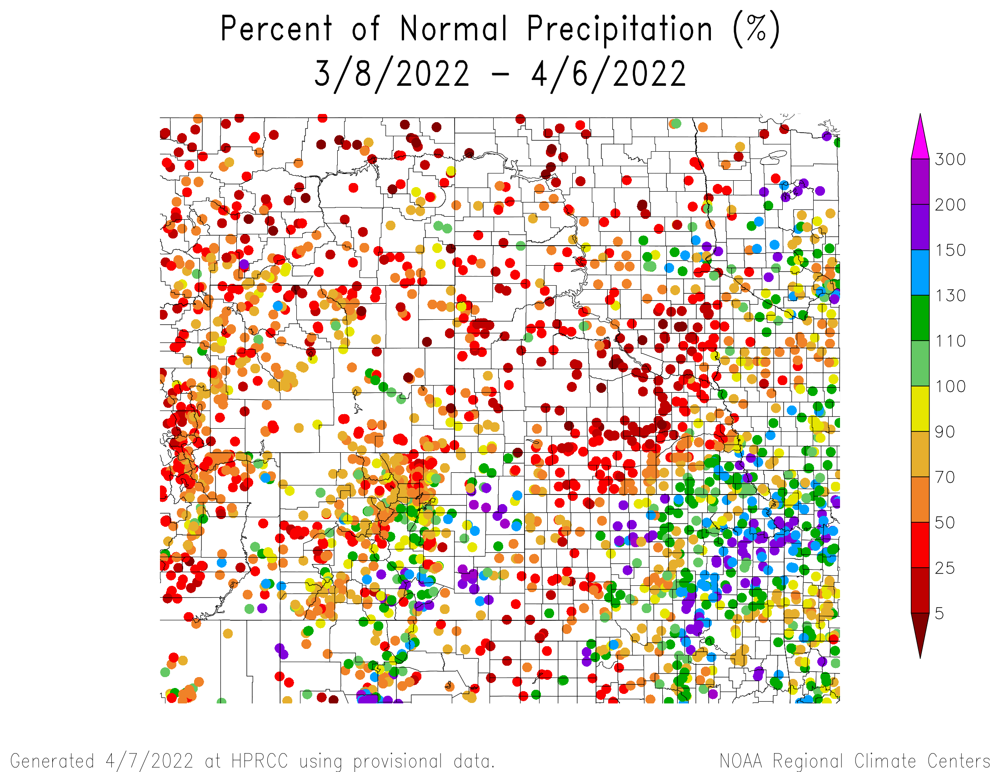 Percent of Normal Precipitation (%)
3/8/2022 – 4/6/2022
300
200
150
130
110
100
90
70
50
25
5
Generated 4/7/2022 at HPRCC using provisional data.
NOAA Regional Climate Centers